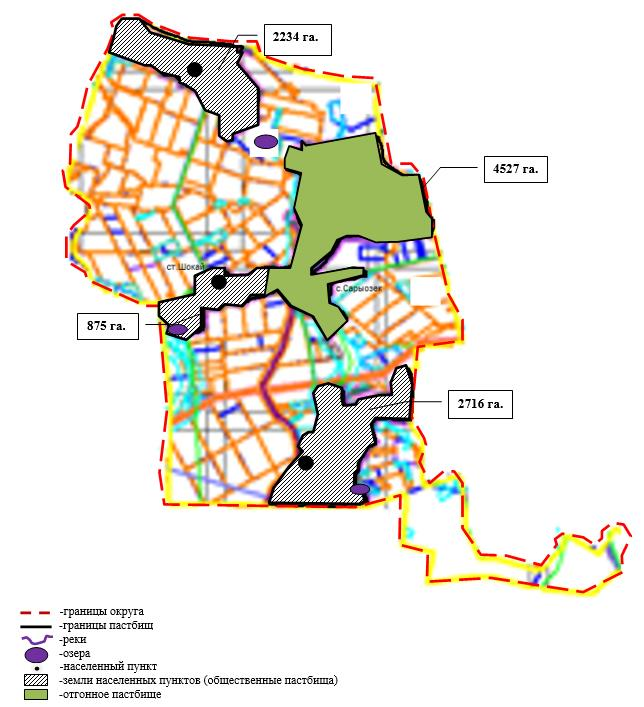 2234 га.
4527 га.
ст.Шокай
с.Сарыозек
875 га.
2716 га.
-границы округа
-границы пастбищ
-реки
-озера
-населенный пункт
-земли населенных пунктов (общественные пастбища)
-отгонное пастбище